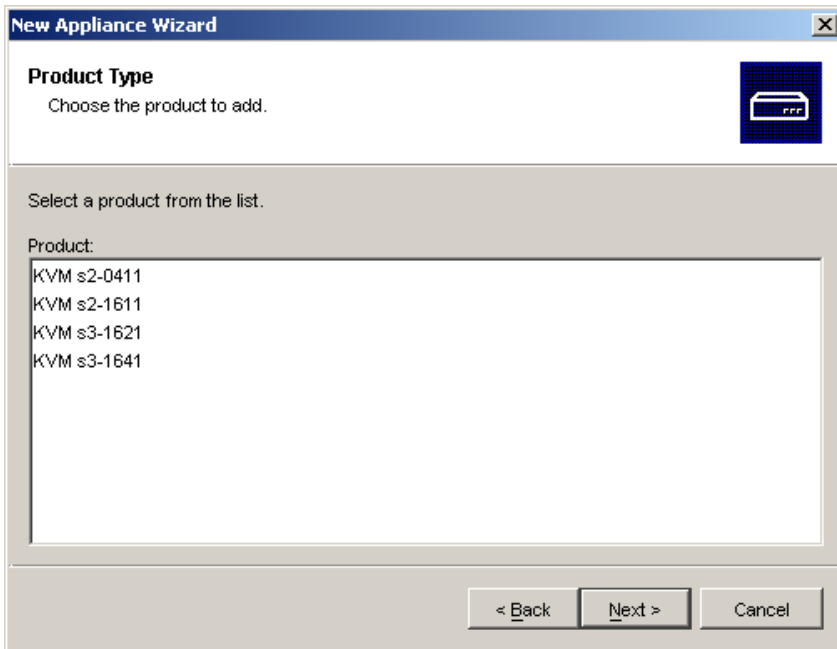 New Appliance Wizard
Product Type
Choose the product to add.
Select a product from the list.
Product:
KVM s2-0411
KVM s2-1611
KVM s3-1621
KVM s3-1641
< Back Next > Cancel